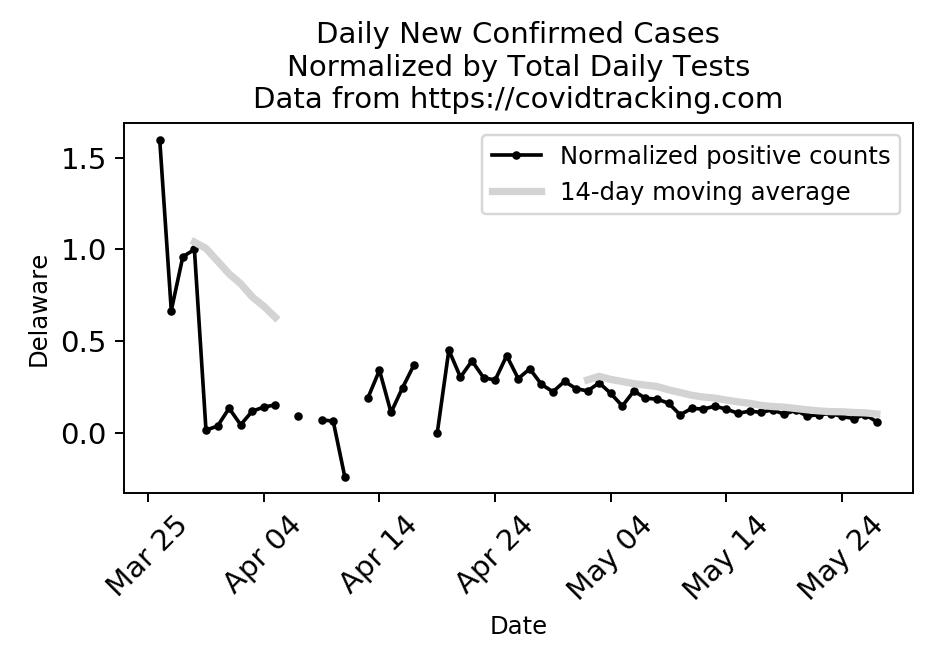 Daily New Confirmed Cases
Normalized by Total Daily Tests
Data from https://covidtracking.com
Normalized positive counts
14-day moving average
Delaware
1.5
1.0
0.5
0.0
Mar 25
Apr 04
Apr 14
Apr 24
May 04
May 14
May 24
Date